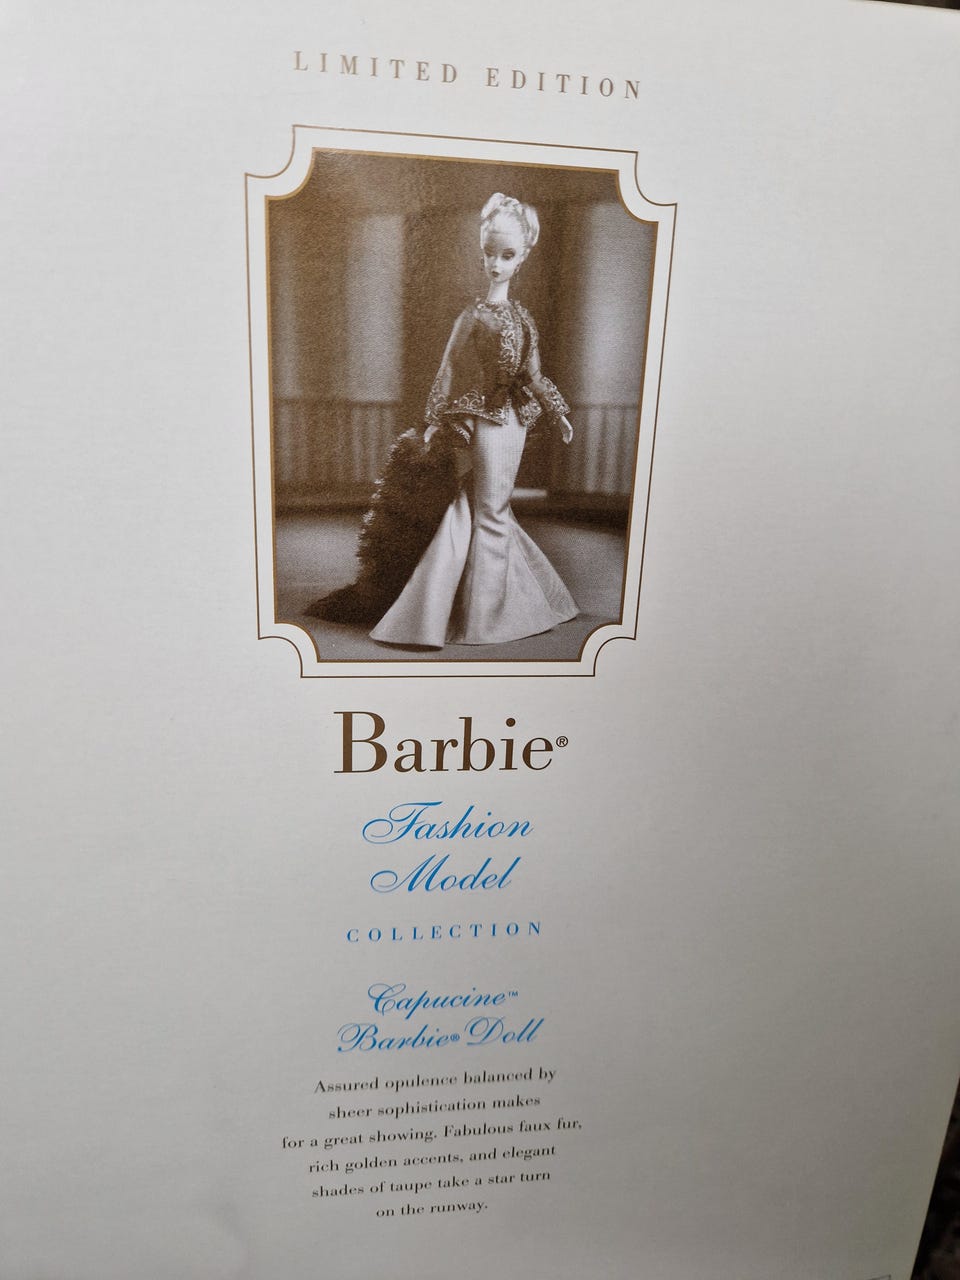 LIMITED EDITION
Barbie®
Fashion
Model
COLLECTION
Capucine™
Barbie® Doll
Assured opulence balanced by
sheer sophistication makes
for a great showing. Fabulous faux fur,
rich golden accents, and elegant
shades of taupe take a star turn
on the runway.